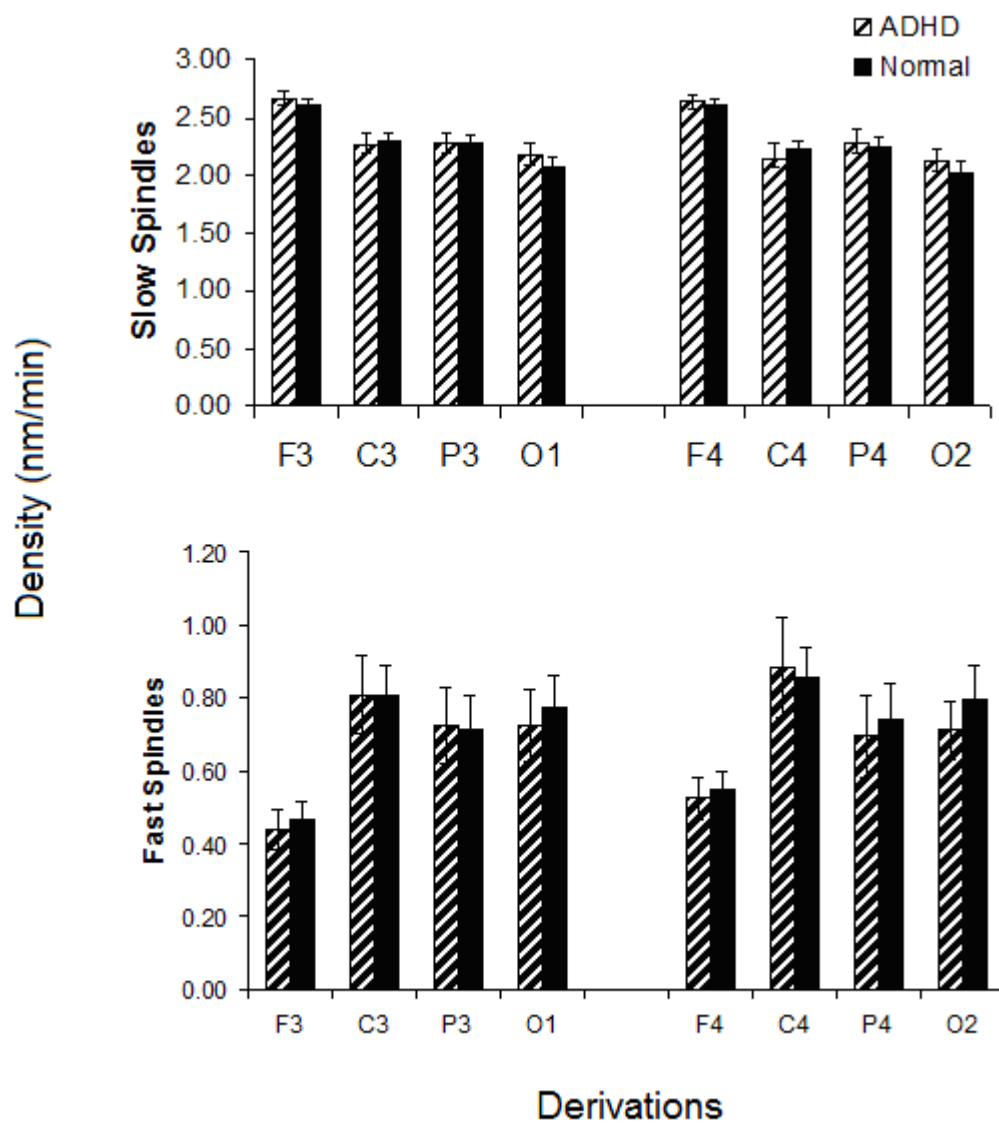 ADHD
Normal
Slow Spindles
3.00
2.50
2.00
1.50
1.00
0.50
0.00
F3 C3 P3 O1 F4 C4 P4 O2
Density (nm/min)
Fast Spindles
1.20
1.00
0.80
0.60
0.40
0.20
0.00
F3 C3 P3 O1 F4 C4 P4 O2
Derivations